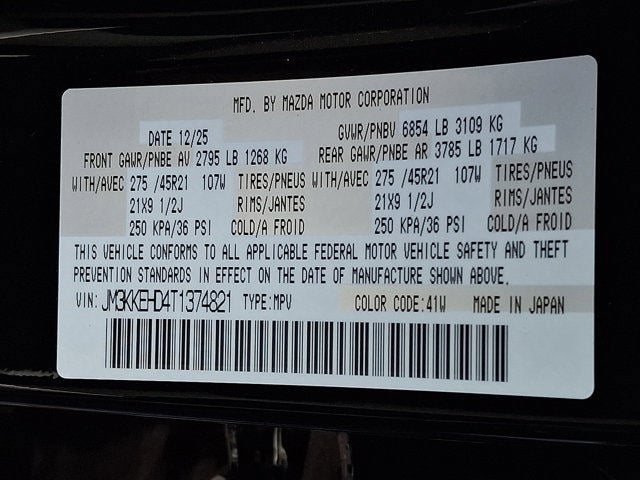 MFD. BY MAZDA MOTOR CORPORATION
DATE 12/25 GVWR/PNBV 6854 LB 3109 KG
FRONT GAWR/PNBE AV 2795 LB 1268 KG REAR GAWR/PNBE AR 3785 LB 1717 KG
WITH/AVEC 275 /45R21 107W TIRES/PNEUS WITH/AVEC 275 /45R21 107W TIRES/PNEUS
21X9 1/2J RIMS/JANTES 21X9 1/2J RIMS/JANTES
250 KPA/36 PSI COLD/A FROID 250 KPA/36 PSI COLD/A FROID
THIS VEHICLE CONFORMS TO ALL APPLICABLE FEDERAL MOTOR VEHICLE SAFETY AND THEFT
PREVENTION STANDARDS IN EFFECT ON THE DATE OF MANUFACTURE SHOWN ABOVE.
VIN: JM3KKEHD4T1374821 TYPE:MPV COLOR CODE:41W MADE IN JAPAN